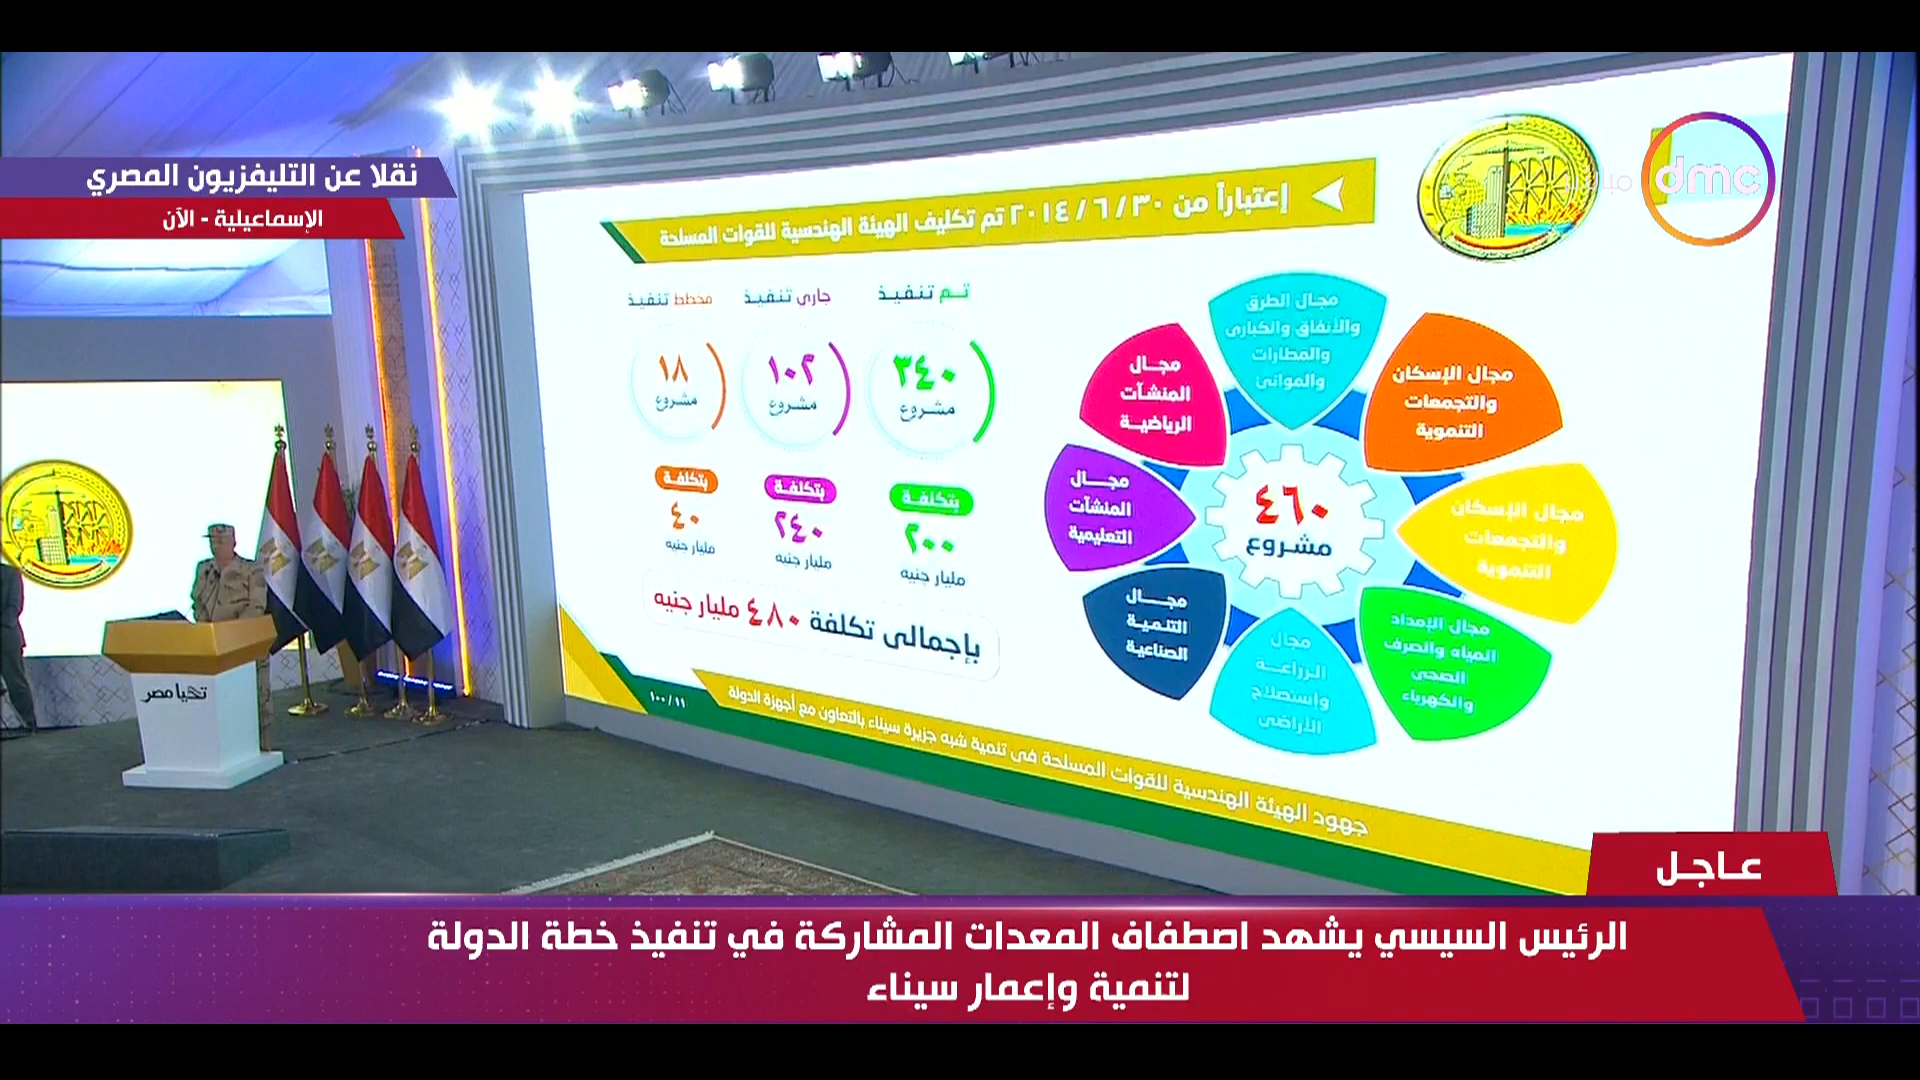 نقلا عن التليفزيون المصري
الإسماعيلية - الآن
dmc
مباشر
إعتباراً من ٢٠١٤/٦/٣٠ تم تكليف الهيئة الهندسية للقوات المسلحة
تم تنفيذ
٣٤٠
مشروع
بتكلفة
٢٠٠
مليار جنيه
جاري تنفيذ
١٠٢
مشروع
بتكلفة
٢٤٠
مليار جنيه
مخطط تنفيذ
١٨
مشروع
بتكلفة
٤٠
مليار جنيه
بإجمالى تكلفة ٤٨٠ مليار جنيه
مجال الطرق
والأنفاق والكبارى
والمطارات
والموانى
مجال الإسكان
والتجمعات
التنموية
مجال الإسكان
والتجمعات
التنموية
مجال الإمداد
المياه والصرف
الصحى
والكهرباء
مجال
الزراعة
وإستصلاح
الأراضى
مجال
التنمية
الصناعية
مجال
المنشآت
التعليمية
مجال
المنشآت
الرياضية
٤٦٠
مشروع
جهود الهيئة الهندسية للقوات المسلحة فى تنمية شبه جزيرة سيناء بالتعاون مع أجهزة الدولة
١٠٠/١١
تحيا مصر
عاجل
الرئيس السيسي يشهد اصطفاف المعدات المشاركة في تنفيذ خطة الدولة
لتنمية وإعمار سيناء